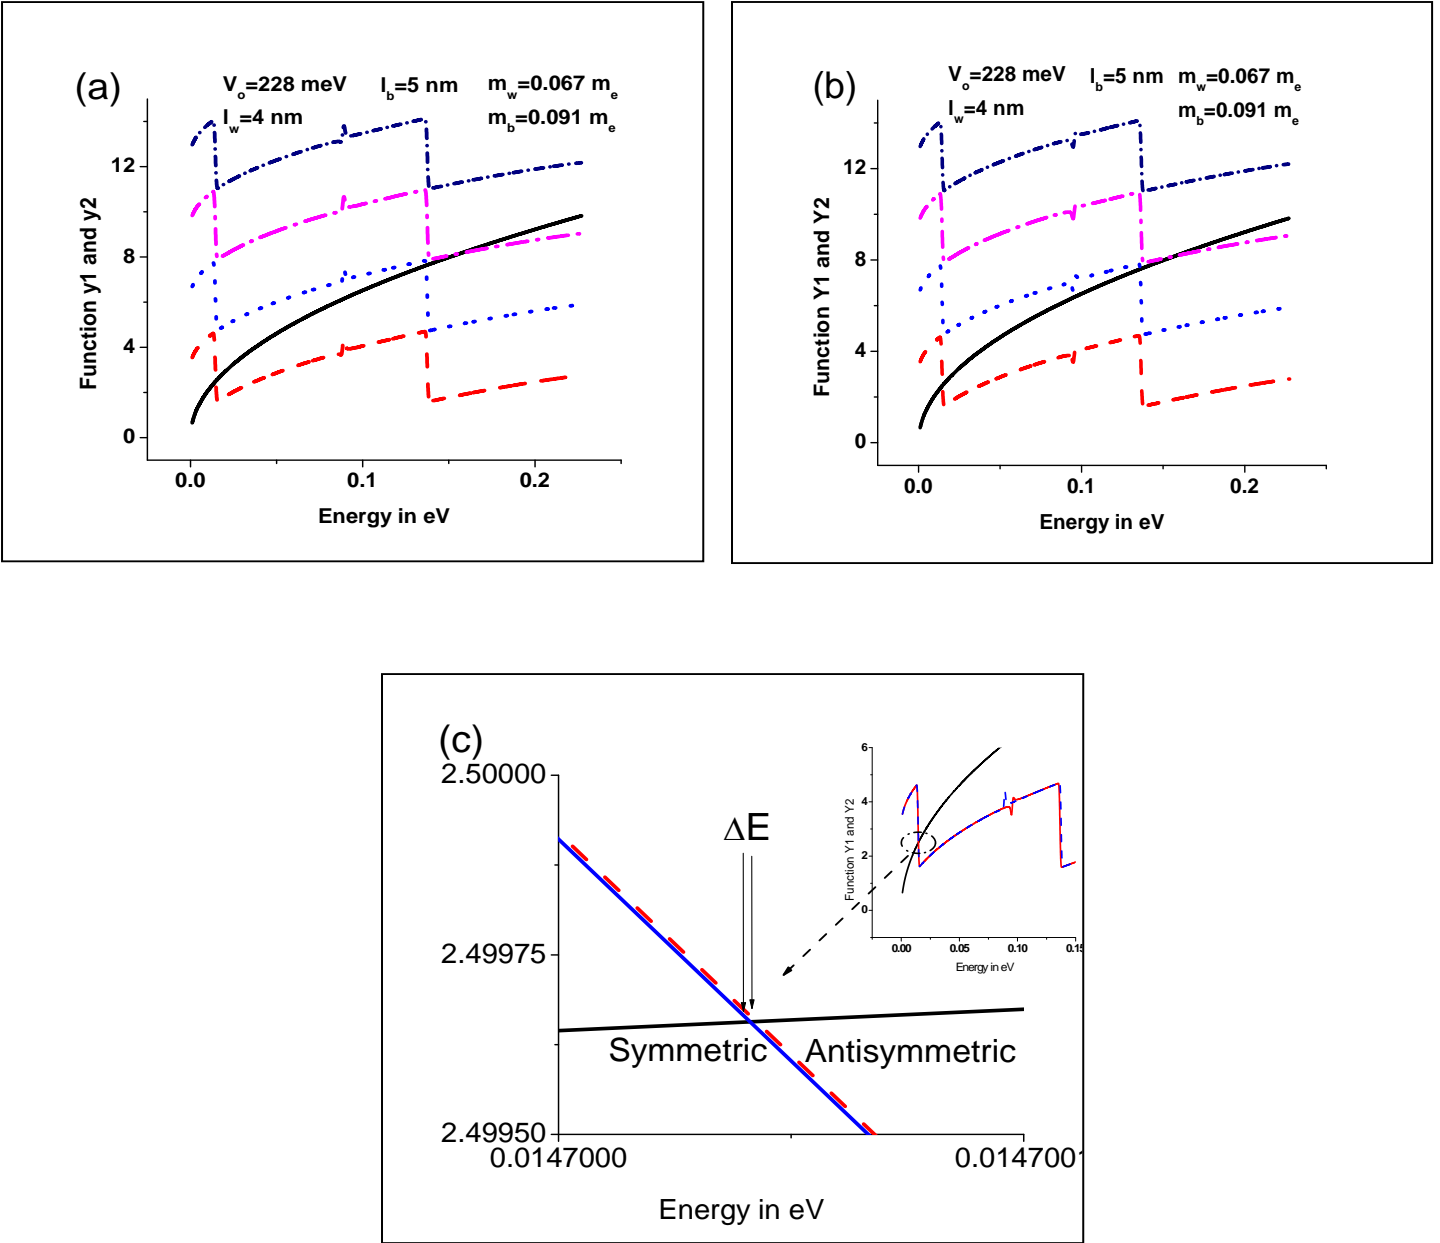 (a)
V_o=228 meV l_b=5 nm m_w=0.067 m_e
l_w=4 nm m_b=0.091 m_e
Function y1 and y2
12
8
4
0
0.0 0.1 0.2
Energy in eV
(b)
V_o=228 meV l_b=5 nm m_w=0.067 m_e
l_w=4 nm m_b=0.091 m_e
Function Y1 and Y2
12
8
4
0
0.0 0.1 0.2
Energy in eV
(c)
2.50000
2.49975
2.49950
0.0147000 0.0147001
Energy in eV
ΔE
Symmetric Antisymmetric
Function Y1 and Y2
6
4
2
0
0.00 0.05 0.10 0.15
Energy in eV